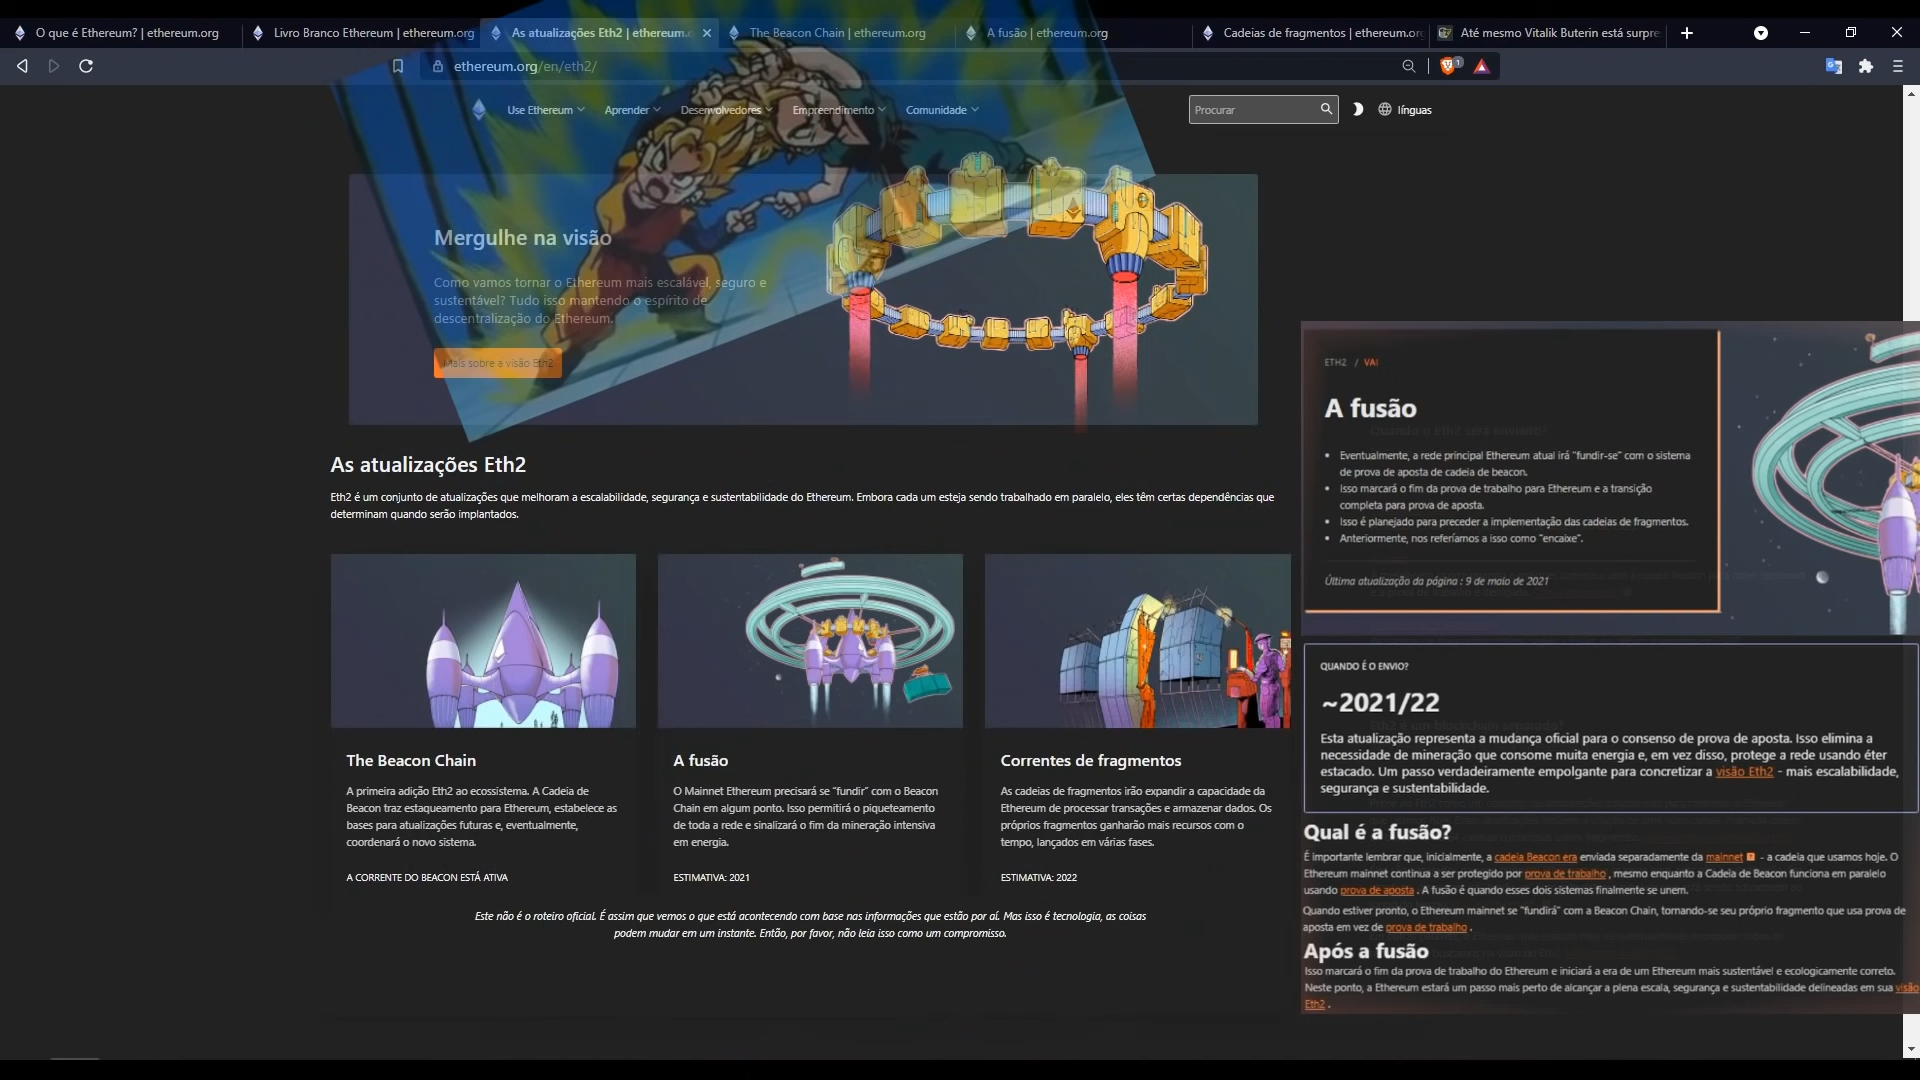 O que é Ethereum? | ethereum.org
Livro Branco Ethereum | ethereum.org
As atualizações Eth2 | ethereum.o
The Beacon Chain | ethereum.org
A fusão | ethereum.org
Cadeias de fragmentos | ethereum.org
Até mesmo Vitalik Buterin está surpre
ethereum.org/en/eth2/
1
Use Ethereum
Aprender
Desenvolvedores
Empreendimento
Comunidade
Procurar
línguas
Mergulhe na visão
Como vamos tornar o Ethereum mais escalável, seguro e
sustentável? Tudo isso mantendo o espírito de
descentralização do Ethereum.
Mais sobre a visão Eth2
As atualizações Eth2
Eth2 é um conjunto de atualizações que melhoram a escalabilidade, segurança e sustentabilidade do Ethereum. Embora cada um esteja sendo trabalhado em paralelo, eles têm certas dependências que
determinam quando serão implantados.
The Beacon Chain
A primeira adição Eth2 ao ecossistema. A Cadeia de
Beacon traz estaqueamento para Ethereum, estabelece as
bases para atualizações futuras e, eventualmente,
coordenará o novo sistema.
A CORRENTE DO BEACON ESTÁ ATIVA
A fusão
O Mainnet Ethereum precisará se "fundir" com o Beacon
Chain em algum ponto. Isso permitirá o piqueteamento
de toda a rede e sinalizará o fim da mineração intensiva
em energia.
ESTIMATIVA: 2021
Correntes de fragmentos
As cadeias de fragmentos irão expandir a capacidade da
Ethereum de processar transações e armazenar dados. Os
próprios fragmentos ganharão mais recursos com o
tempo, lançados em várias fases.
ESTIMATIVA: 2022
Este não é o roteiro oficial. É assim que vemos o que está acontecendo com base nas informações que estão por aí. Mas isso é tecnologia, as coisas
podem mudar em um instante. Então, por favor, não leia isso como um compromisso.
ETH2 / VAI
A fusão
Quando o Eth2 será enviado?
• Eventualmente, a rede principal Ethereum atual irá "fundir-se" com o sistema
de prova de aposta de cadeia de beacon.
• Isso marcará o fim da prova de trabalho para Ethereum e a transição
completa para prova de aposta.
• Isso é planejado para preceder a implementação das cadeias de fragmentos.
• Anteriormente, nos referíamos a isso como "encaixe".
Última atualização da página : 9 de maio de 2021
QUANDO É O ENVIO?
~2021/22
Eth2 é um blockchain separado?
Esta atualização representa a mudança oficial para o consenso de prova de aposta. Isso elimina a
necessidade de mineração que consome muita energia e, em vez disso, protege a rede usando éter
estacado. Um passo verdadeiramente empolgante para concretizar a visão Eth2 - mais escalabilidade,
segurança e sustentabilidade.
Qual é a fusão?
É importante lembrar que, inicialmente, a cadeia Beacon era enviada separadamente da mainnet - a cadeia que usamos hoje. O
Ethereum mainnet continua a ser protegido por prova de trabalho , mesmo enquanto a Cadeia de Beacon funciona em paralelo
usando prova de aposta . A fusão é quando esses dois sistemas finalmente se unem.
Quando estiver pronto, o Ethereum mainnet se "fundirá" com a Beacon Chain, tornando-se seu próprio fragmento que usa prova de
aposta em vez de prova de trabalho .
Após a fusão
Isso marcará o fim da prova de trabalho do Ethereum e iniciará a era de um Ethereum mais sustentável e ecologicamente correto.
Neste ponto, a Ethereum estará um passo mais perto de alcançar a plena escala, segurança e sustentabilidade delineadas em sua visão
Eth2 .